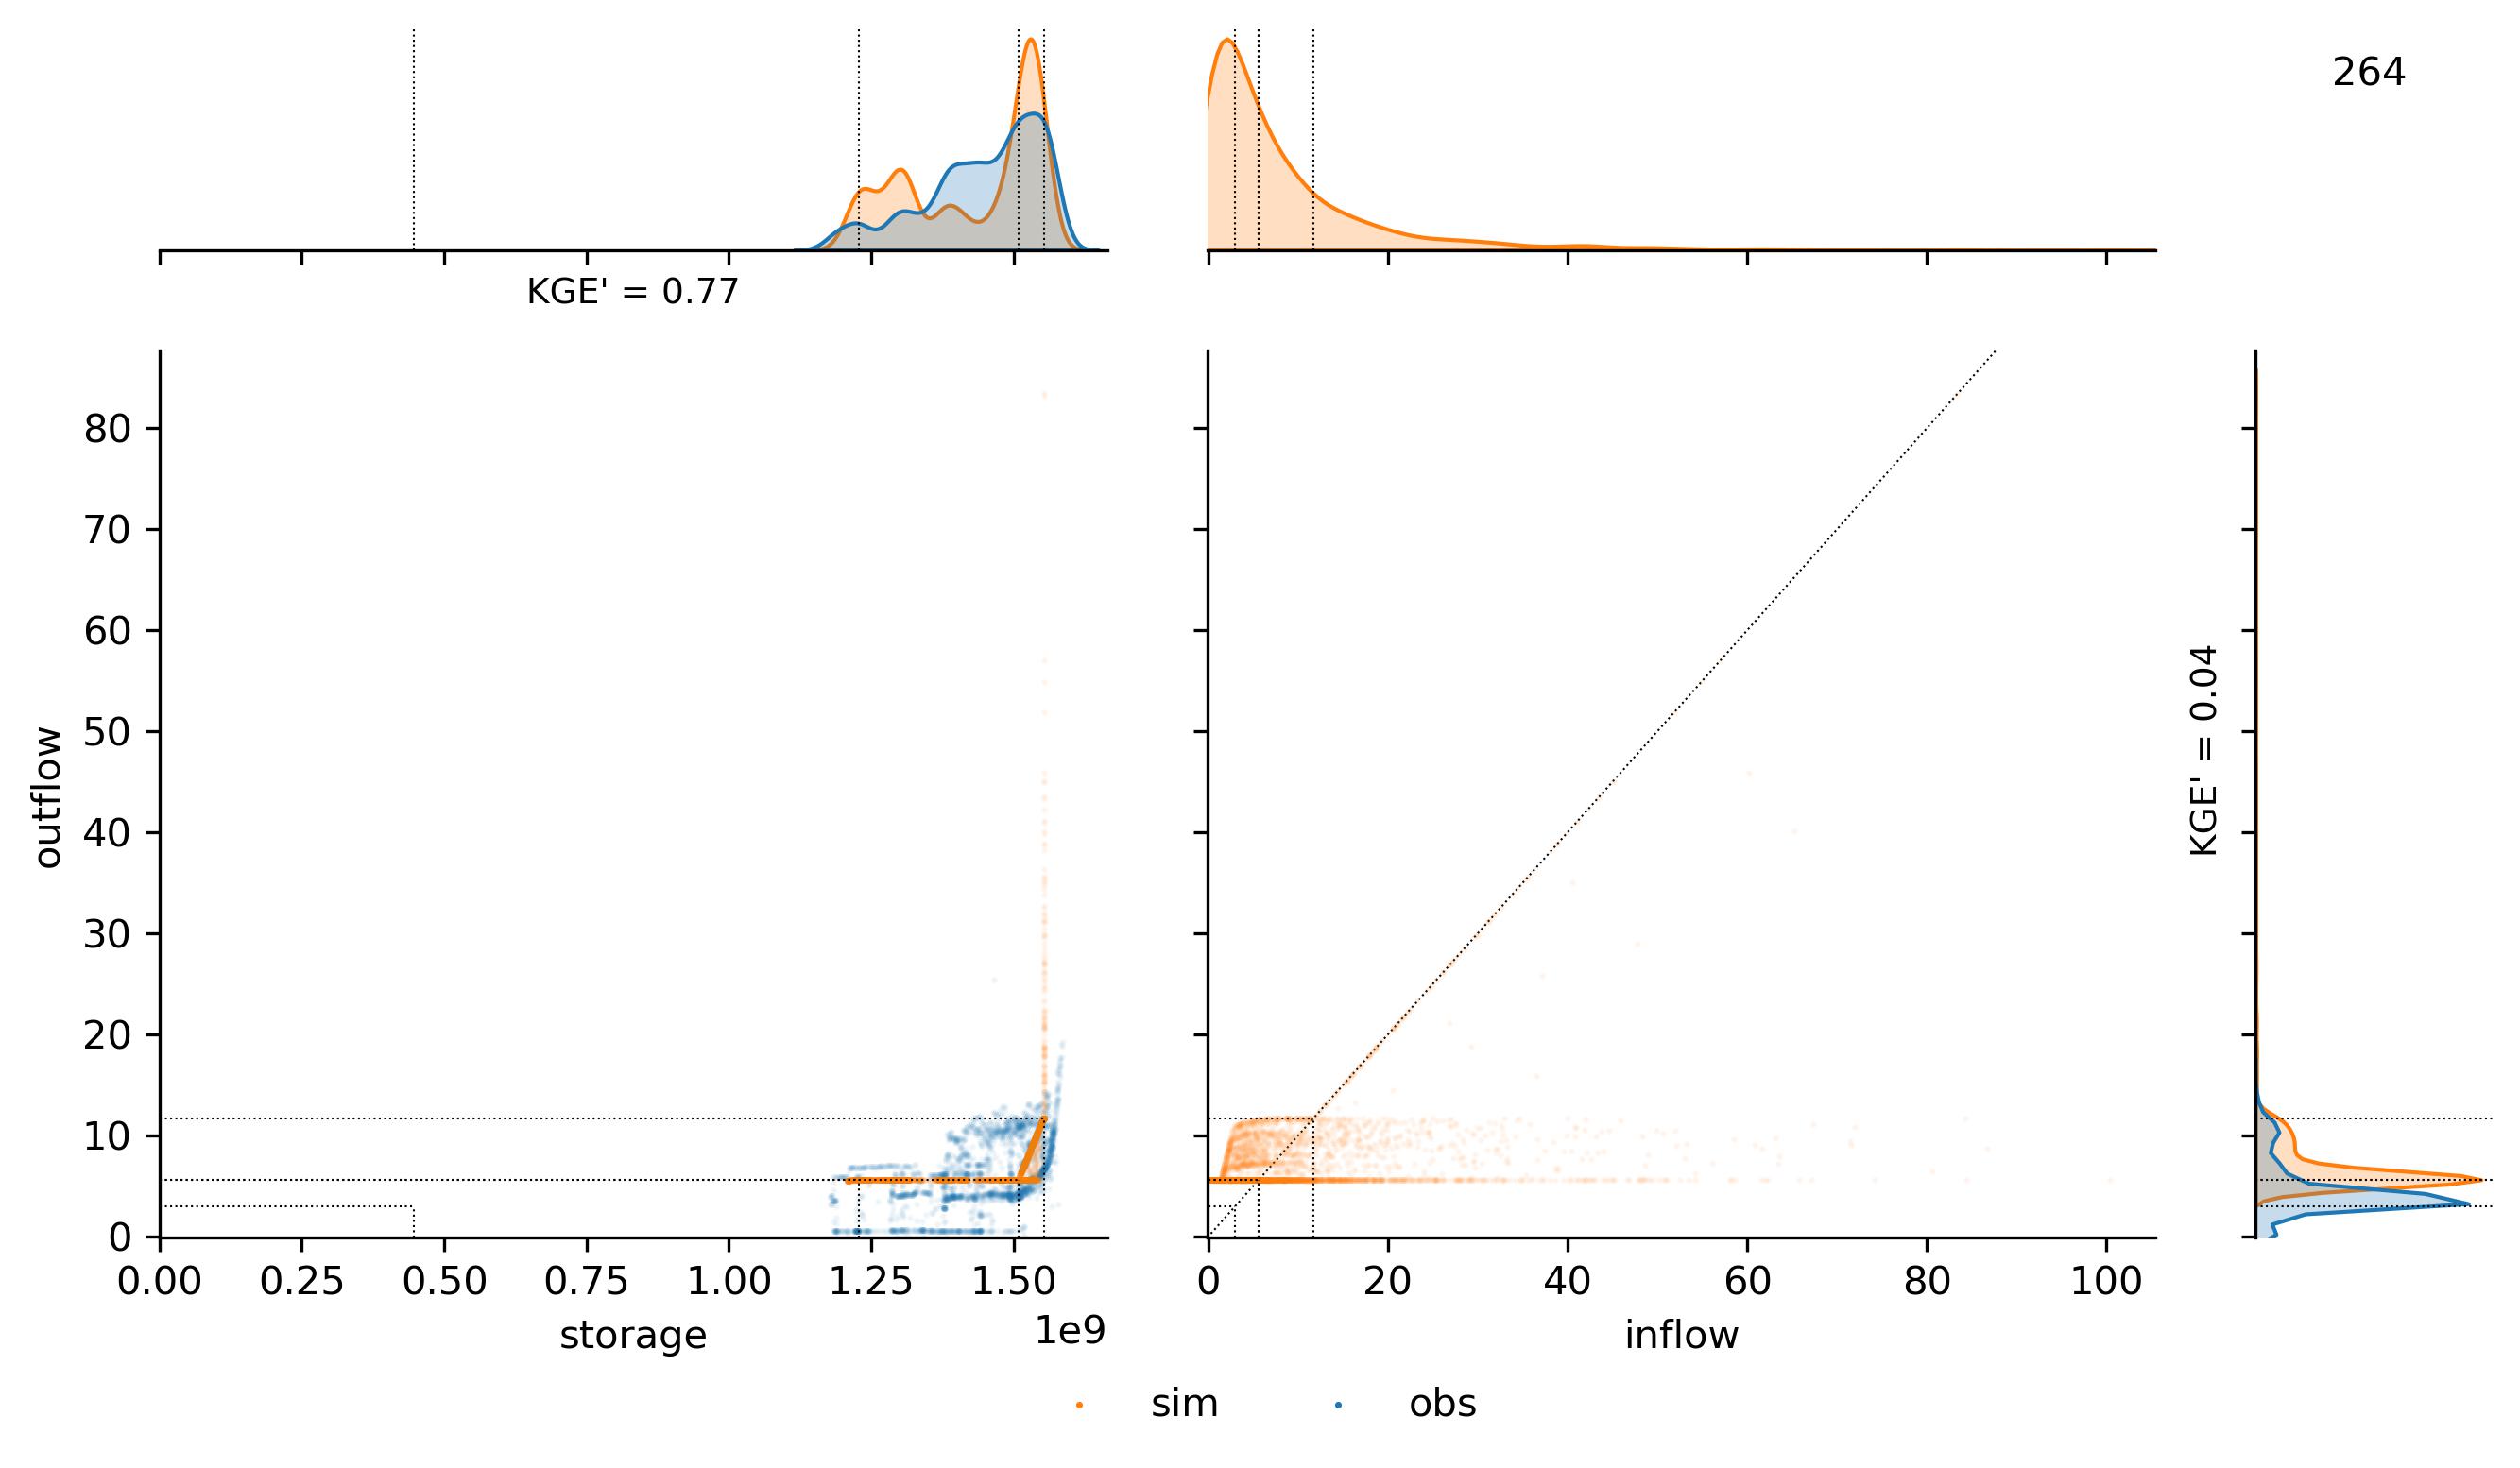 264
KGE' = 0.77
80
70
60
50
40
30
20
10
0
outflow
KGE' = 0.04
0.00 0.25 0.50 0.75 1.00 1.25 1.50
1e9
storage
0 20 40 60 80 100
inflow
sim obs